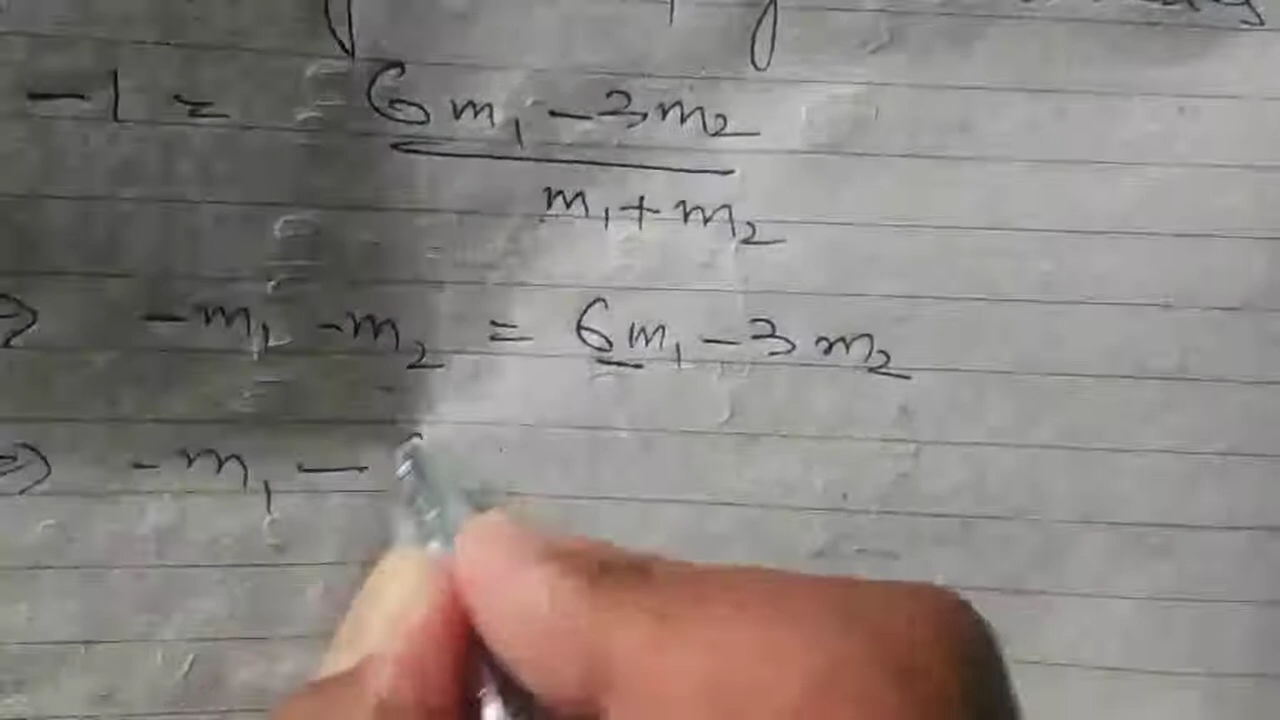 -1 = 6m₁ - 3m₂
m₁ + m₂
⇒ -m₁ - m₂ = 6m₁ - 3m₂
⇒ -m₁ -